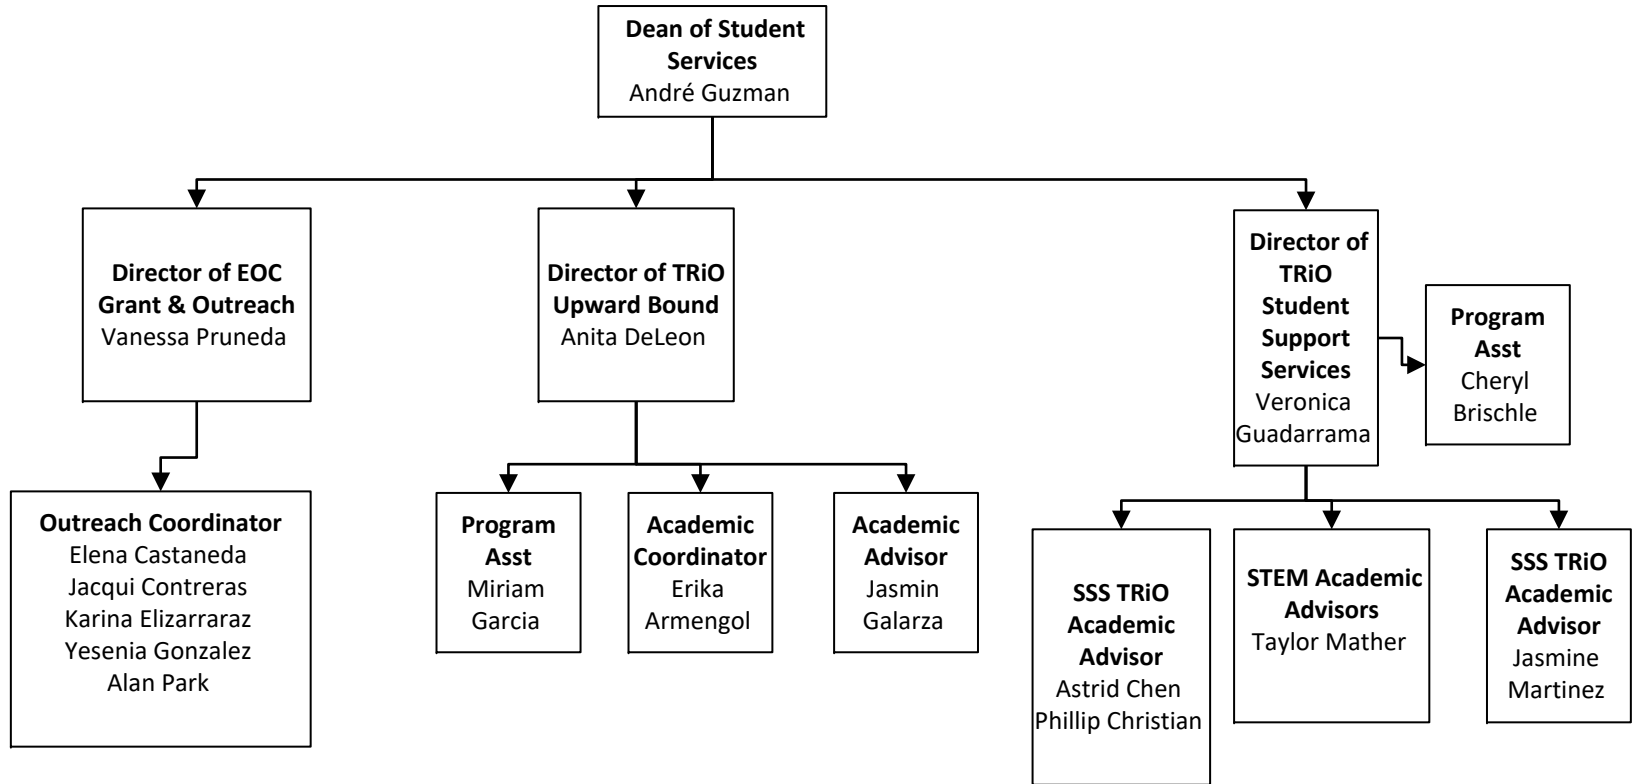 Dean of Student
Services
André Guzman
Director of EOC
Grant & Outreach
Vanessa Pruneda
Director of TRiO
Upward Bound
Anita DeLeon
Director of
TRiO
Student
Support
Services
Veronica
Guadarrama
Program
Asst
Cheryl
Brischle
Outreach Coordinator
Elena Castaneda
Jacqui Contreras
Karina Elizarraraz
Yesenia Gonzalez
Alan Park
Program
Asst
Miriam
Garcia
Academic
Coordinator
Erika
Armengol
Academic
Advisor
Jasmin
Galarza
SSS TRiO
Academic
Advisor
Astrid Chen
Phillip Christian
STEM Academic
Advisors
Taylor Mather
SSS TRiO
Academic
Advisor
Jasmine
Martinez